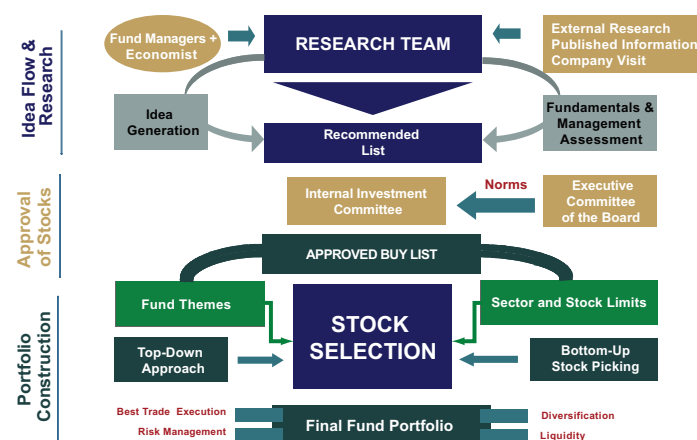 Idea Flow &
Research
Fund Managers +
Economist
RESEARCH TEAM
External Research
Published Information
Company Visit
Idea
Generation
Recommended
List
Fundamentals &
Management
Assessment
Approval
of Stocks
Internal Investment
Committee
Norms
Executive
Committee
of the Board
APPROVED BUY LIST
Portfolio
Construction
Fund Themes
STOCK
SELECTION
Sector and Stock Limits
Top-Down
Approach
Bottom-Up
Stock Picking
Best Trade Execution
Risk Management
Final Fund Portfolio
Diversification
Liquidity